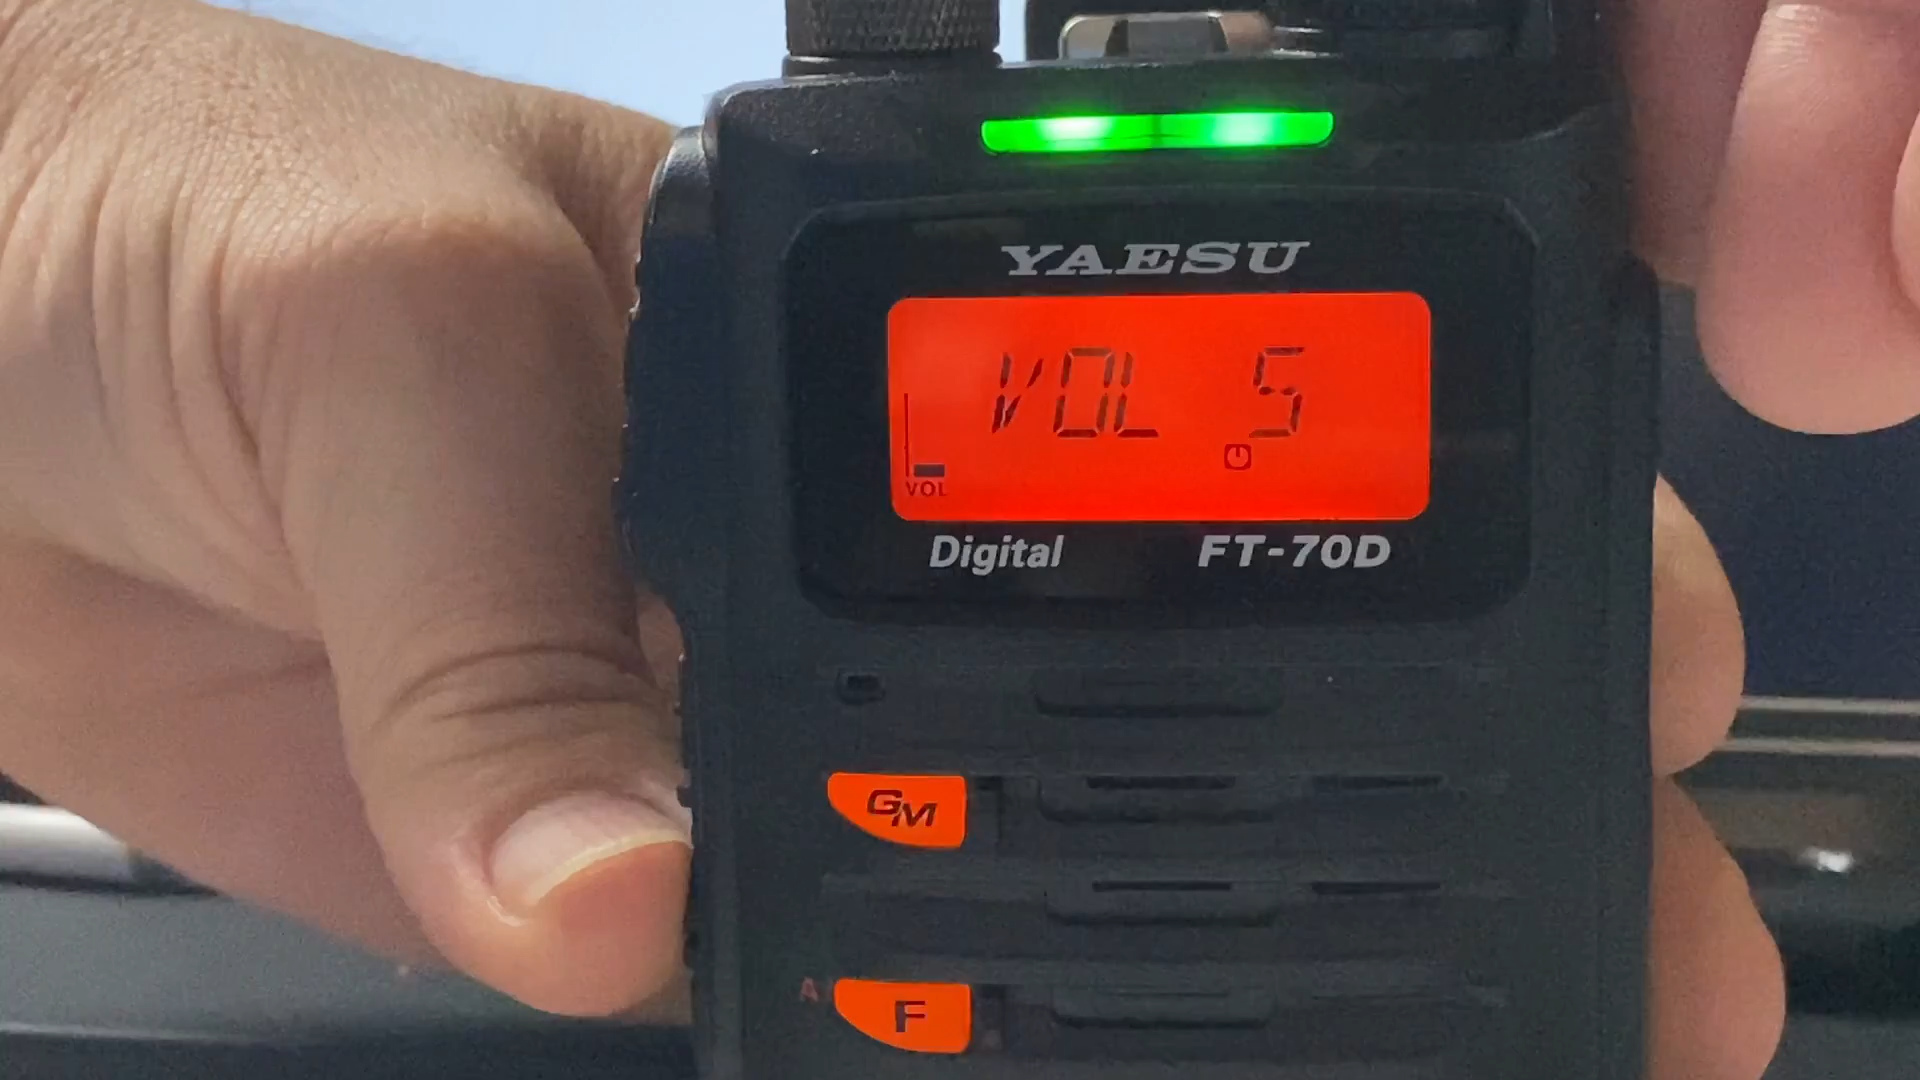 YAESU
VOL 5
VOL
Digital FT-70D
GM
A
F